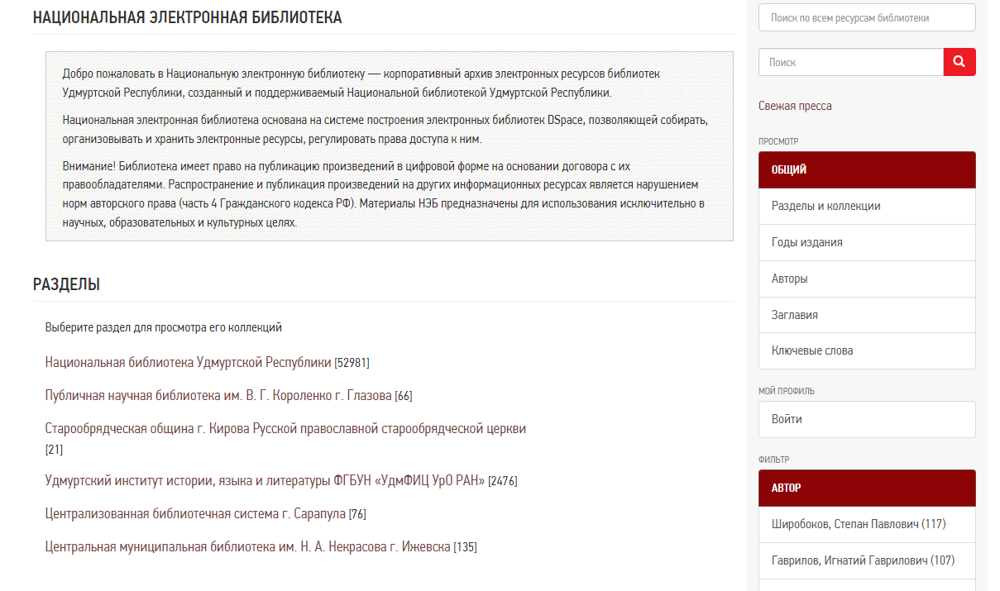 НАЦИОНАЛЬНАЯ ЭЛЕКТРОННАЯ БИБЛИОТЕКА
Добро пожаловать в Национальную электронную библиотеку — корпоративный архив электронных ресурсов библиотек
Удмуртской Республики, созданный и поддерживаемый Национальной библиотекой Удмуртской Республики.
Национальная электронная библиотека основана на системе построения электронных библиотек DSpace, позволяющей собирать,
организовывать и хранить электронные ресурсы, регулировать права доступа к ним.
Внимание! Библиотека имеет право на публикацию произведений в цифровой форме на основании договора с их
правообладателями. Распространение и публикация произведений на других информационных ресурсах является нарушением
норм авторского права (часть 4 Гражданского кодекса РФ). Материалы НЭБ предназначены для использования исключительно в
научных, образовательных и культурных целях.
РАЗДЕЛЫ
Выберите раздел для просмотра его коллекций
Национальная библиотека Удмуртской Республики [52981]
Публичная научная библиотека им. В. Г. Короленко г. Глазова [66]
Старообрядческая община г. Кирова Русской православной старообрядческой церкви
[21]
Удмуртский институт истории, языка и литературы ФГБУН «УдмФИЦ УрО РАН» [2476]
Централизованная библиотечная система г. Сарапула [76]
Центральная муниципальная библиотека им. Н. А. Некрасова г. Ижевска [135]
Поиск по всем ресурсам библиотеки
Поиск
Свежая пресса
ПРОСМОТР
ОБЩИЙ
Разделы и коллекции
Годы издания
Авторы
Заглавия
Ключевые слова
МОЙ ПРОФИЛЬ
Войти
ФИЛЬТР
АВТОР
Широбоков, Степан Павлович (117)
Гаврилов, Игнатий Гаврилович (107)